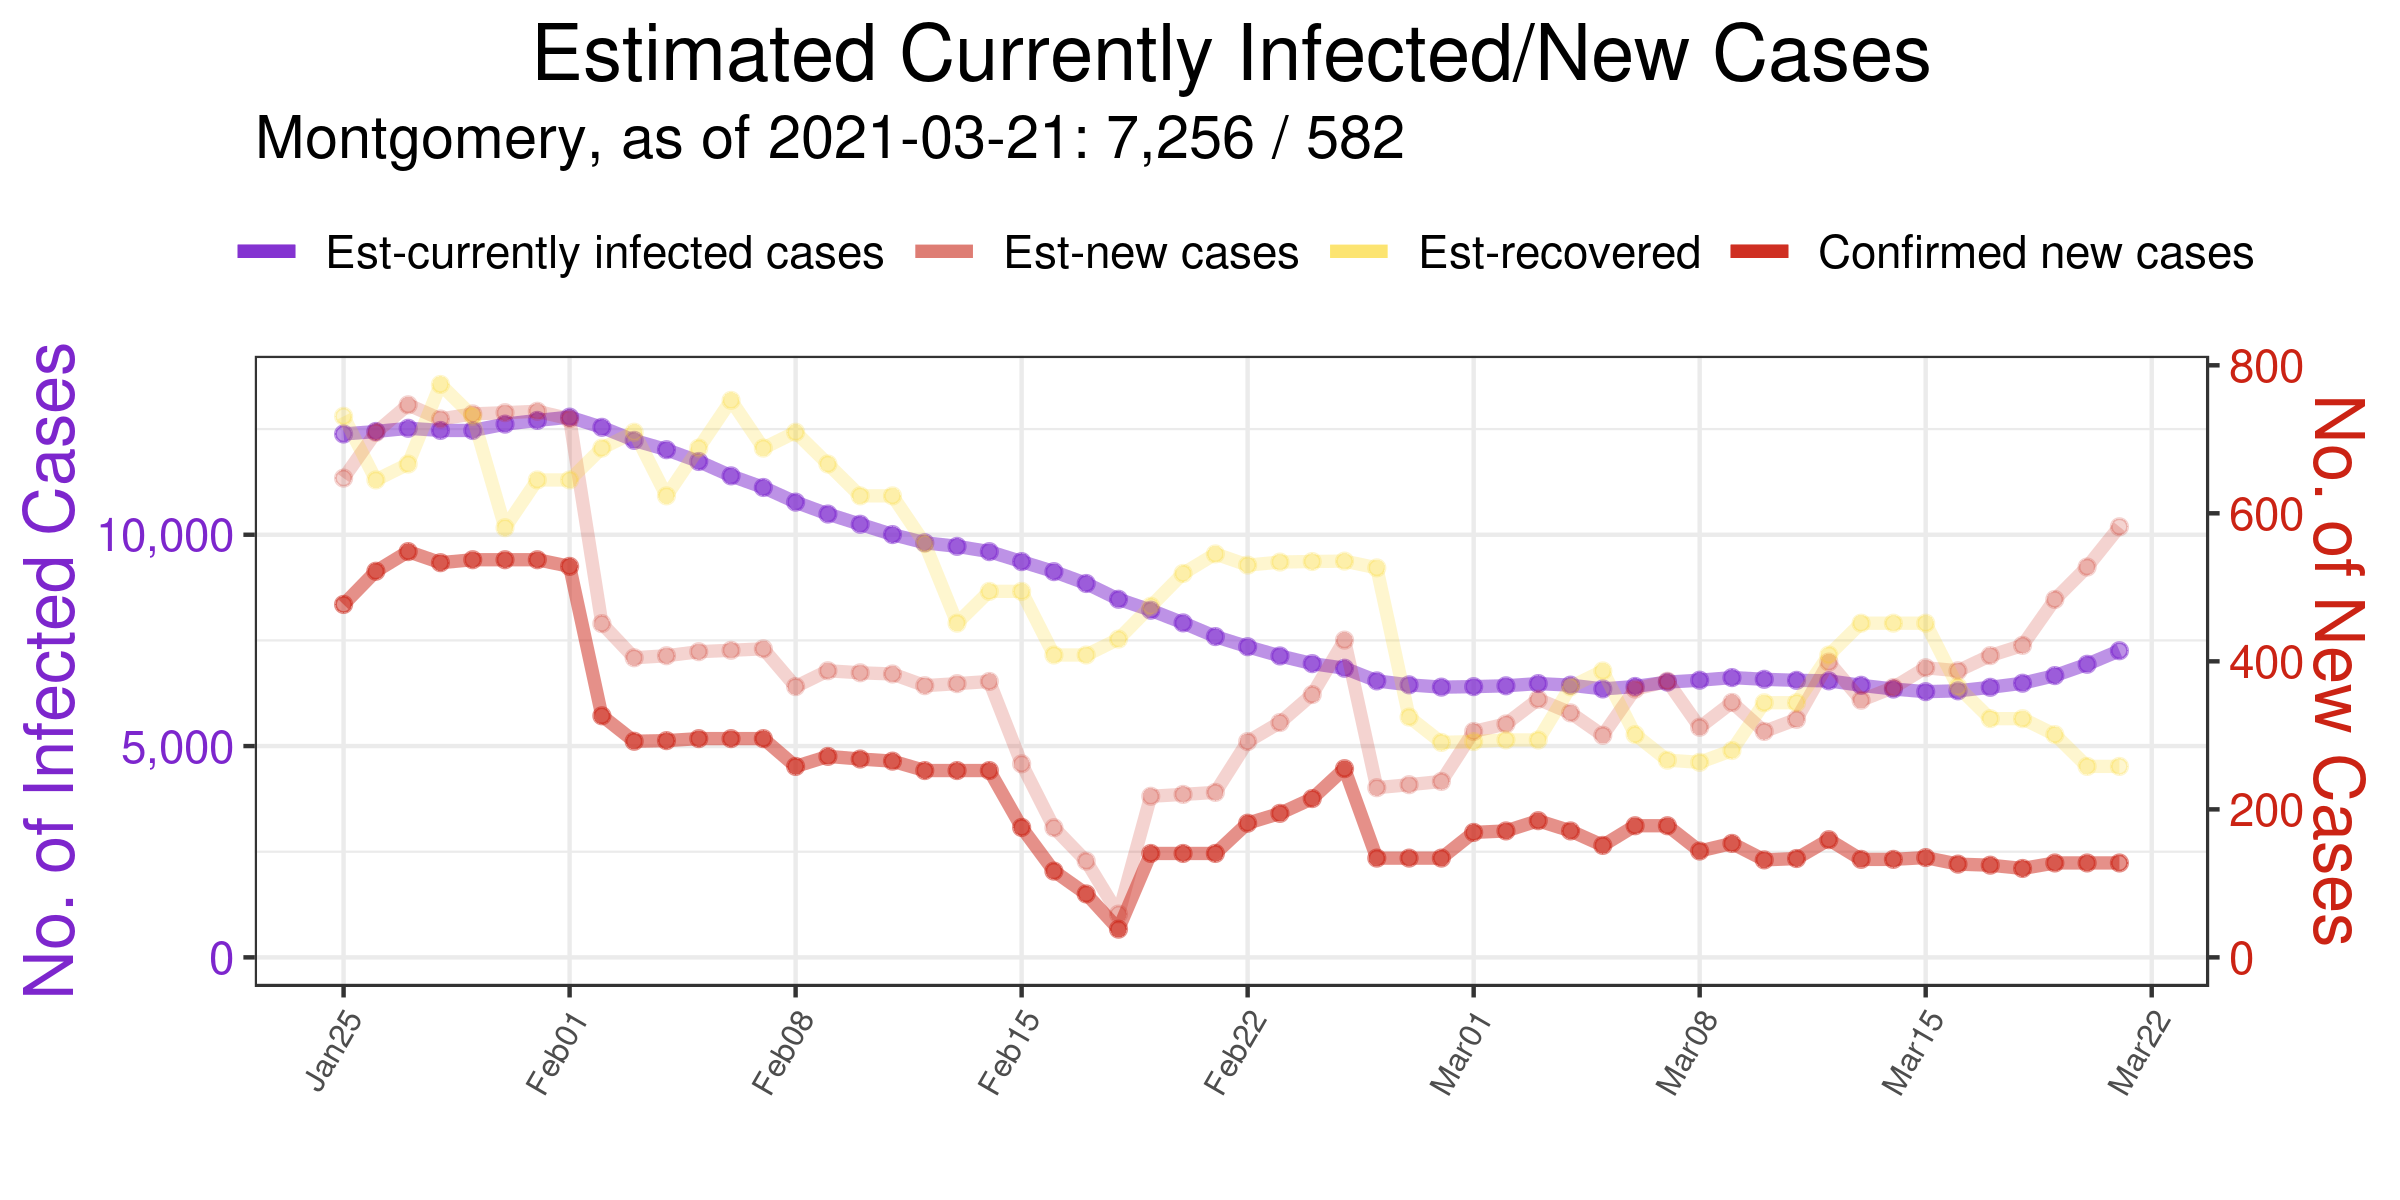 Estimated Currently Infected/New Cases
Montgomery, as of 2021-03-21: 7,256 / 582
Est-currently infected cases Est-new cases Est-recovered Confirmed new cases
No. of Infected Cases
10,000
5,000
0
800
600
400
200
0
No. of New Cases
Jan25 Feb01 Feb08 Feb15 Feb22 Mar01 Mar08 Mar15 Mar22